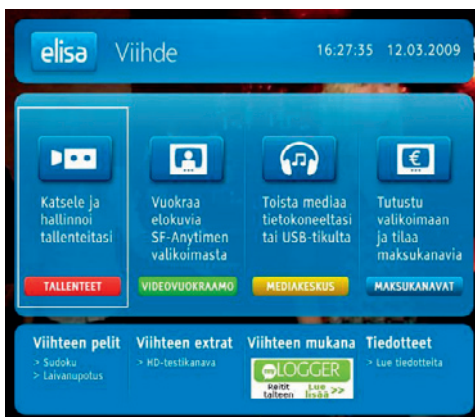 elisa Viihde 16:27:35 12.03.2009
Katsele ja
hallinnoi
tallenteitasi
TALLENTEET
Vuokraa
elokuvia
SF-Anytimen
valikoimasta
VIDEOVUOKRAAMO
Toista mediaa
tietokoneeltasi
tai USB-tikulta
MEDIAKESKUS
Tutustu
valikoimaan
ja tilaa
maksukanavia
MAKSUKANAVAT
Viihteen pelit
> Sudoku
> Laivanupotus
Viihteen extrat
> HD-testikanava
Viihteen mukana
LOGGER
Reitit
talteen
Lue
lisää >>
Tiedotteet
> Lue tiedotteita